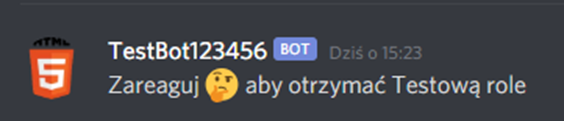 HTML
5
TestBot123456 BOT Dziś o 15:23
Zareaguj 🤔 aby otrzymać Testową role